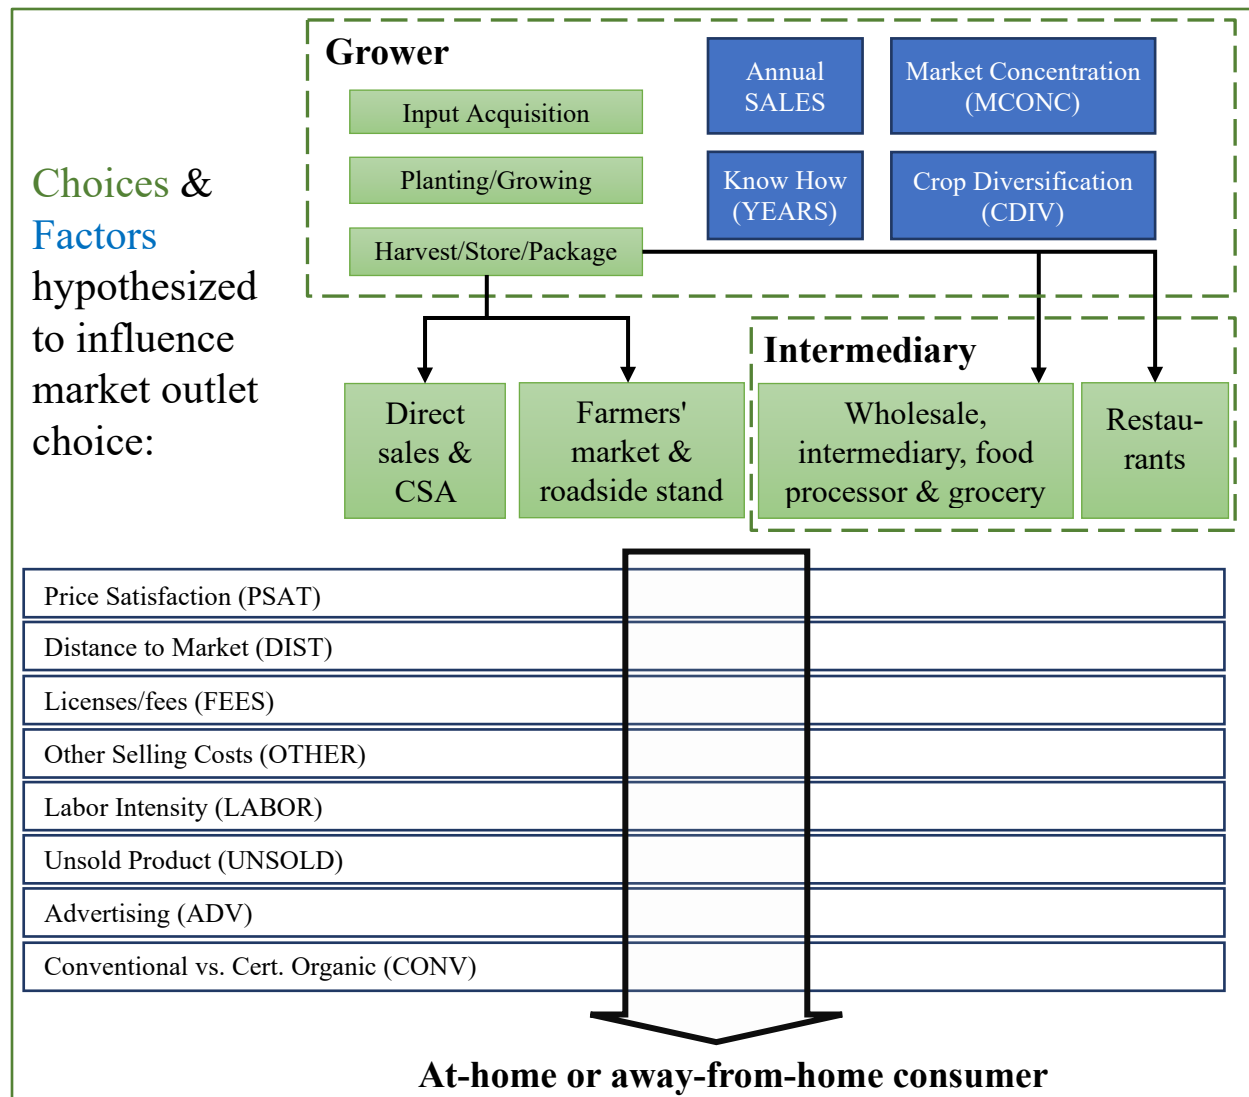 Grower
Input Acquisition
Planting/Growing
Harvest/Store/Package
Annual
SALES
Market Concentration
(MCONC)
Know How
(YEARS)
Crop Diversification
(CDIV)
Choices &
Factors
hypothesized
to influence
market outlet
choice:
Intermediary
Direct
sales &
CSA
Farmers'
market &
roadside stand
Wholesale,
intermediary, food
processor & grocery
Restau-
rants
Price Satisfaction (PSAT)
Distance to Market (DIST)
Licenses/fees (FEES)
Other Selling Costs (OTHER)
Labor Intensity (LABOR)
Unsold Product (UNSOLD)
Advertising (ADV)
Conventional vs. Cert. Organic (CONV)
At-home or away-from-home consumer